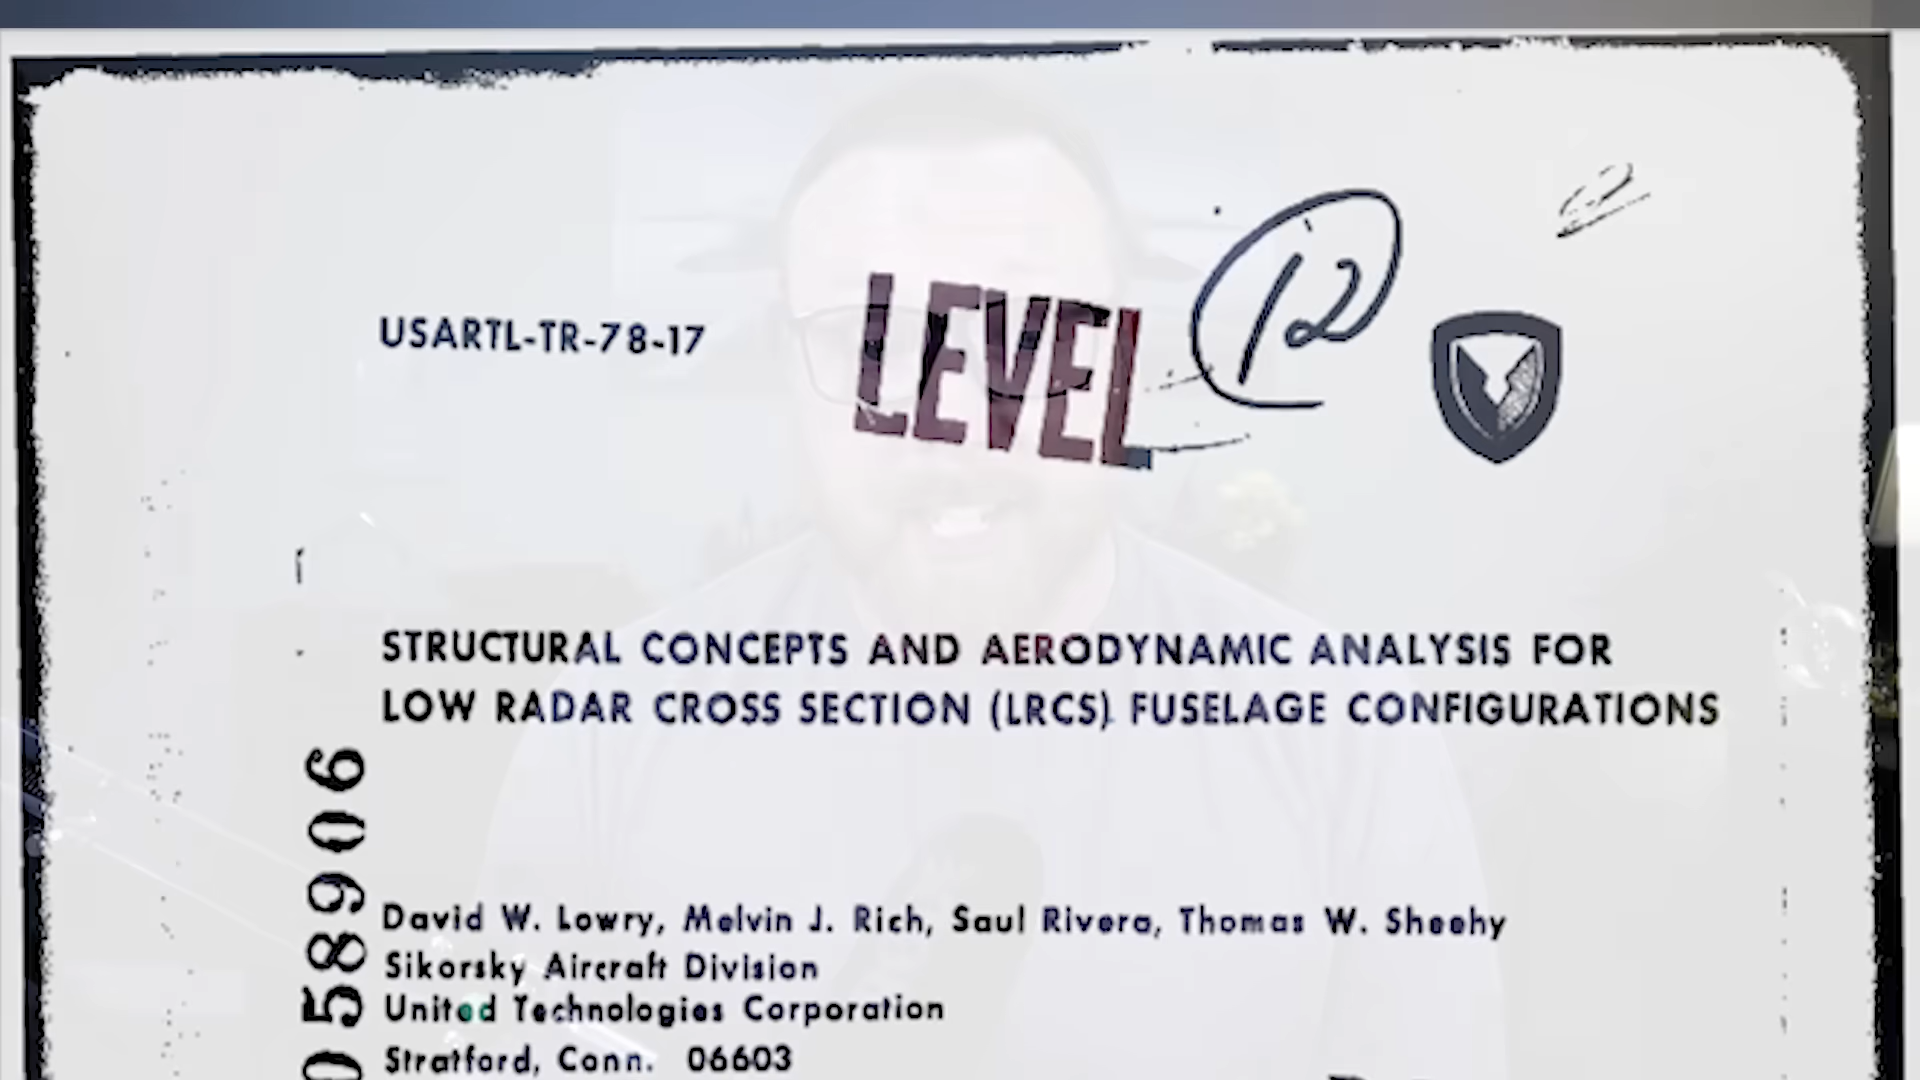 USARTL-TR-78-17
LEVEL
12
STRUCTURAL CONCEPTS AND AERODYNAMIC ANALYSIS FOR
LOW RADAR CROSS SECTION (LRCS) FUSELAGE CONFIGURATIONS
David W. Lowry, Melvin J. Rich, Saul Rivera, Thomas W. Sheehy
Sikorsky Aircraft Division
United Technologies Corporation
Stratford, Conn. 06603
058906